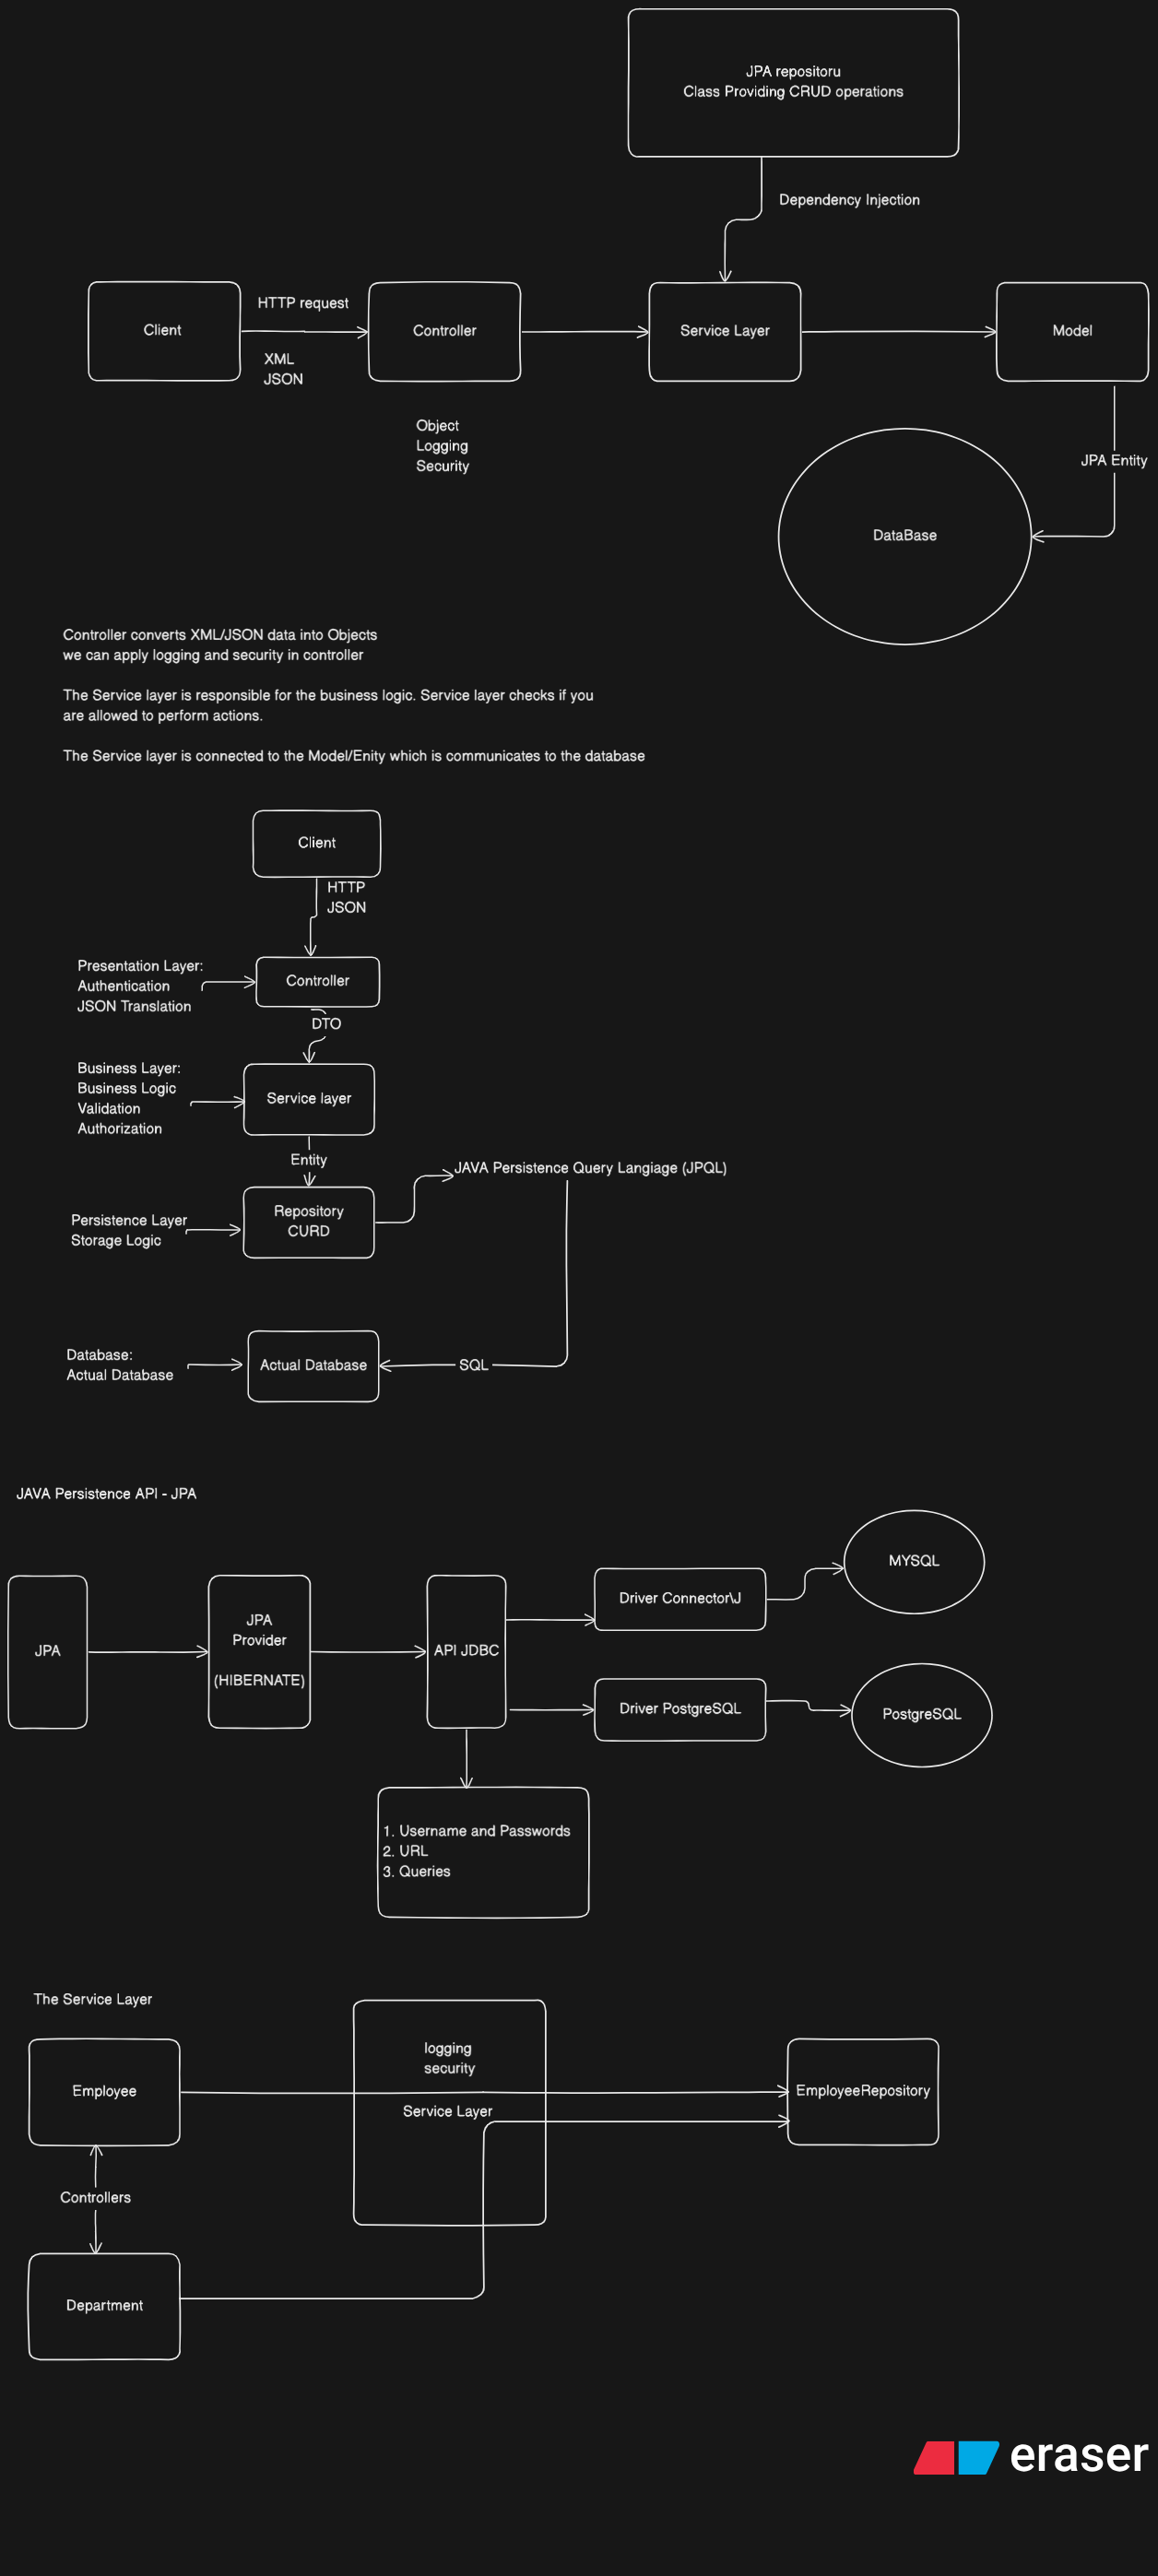 JPA repositoru
Class Providing CRUD operations
Dependency Injection
Client
HTTP request
XML
JSON
Controller
Service Layer
Model
Object
Logging
Security
JPA Entity
DataBase
Controller converts XML/JSON data into Objects
we can apply logging and security in controller
The Service layer is responsible for the business logic. Service layer checks if you
are allowed to perform actions.
The Service layer is connected to the Model/Enity which is communicates to the database
Client
HTTP
JSON
Presentation Layer:
Authentication
JSON Translation
Controller
DTO
Business Layer:
Business Logic
Validation
Authorization
Service layer
Entity
JAVA Persistence Query Langiage (JPQL)
Persistence Layer
Storage Logic
Repository
CURD
Database:
Actual Database
Actual Database
SQL
JAVA Persistence API - JPA
JPA
JPA
Provider
(HIBERNATE)
API JDBC
Driver Connector\J
MYSQL
Driver PostgreSQL
PostgreSQL
1. Username and Passwords
2. URL
3. Queries
The Service Layer
Employee
logging
security
Service Layer
EmployeeRepository
Controllers
Department
eraser